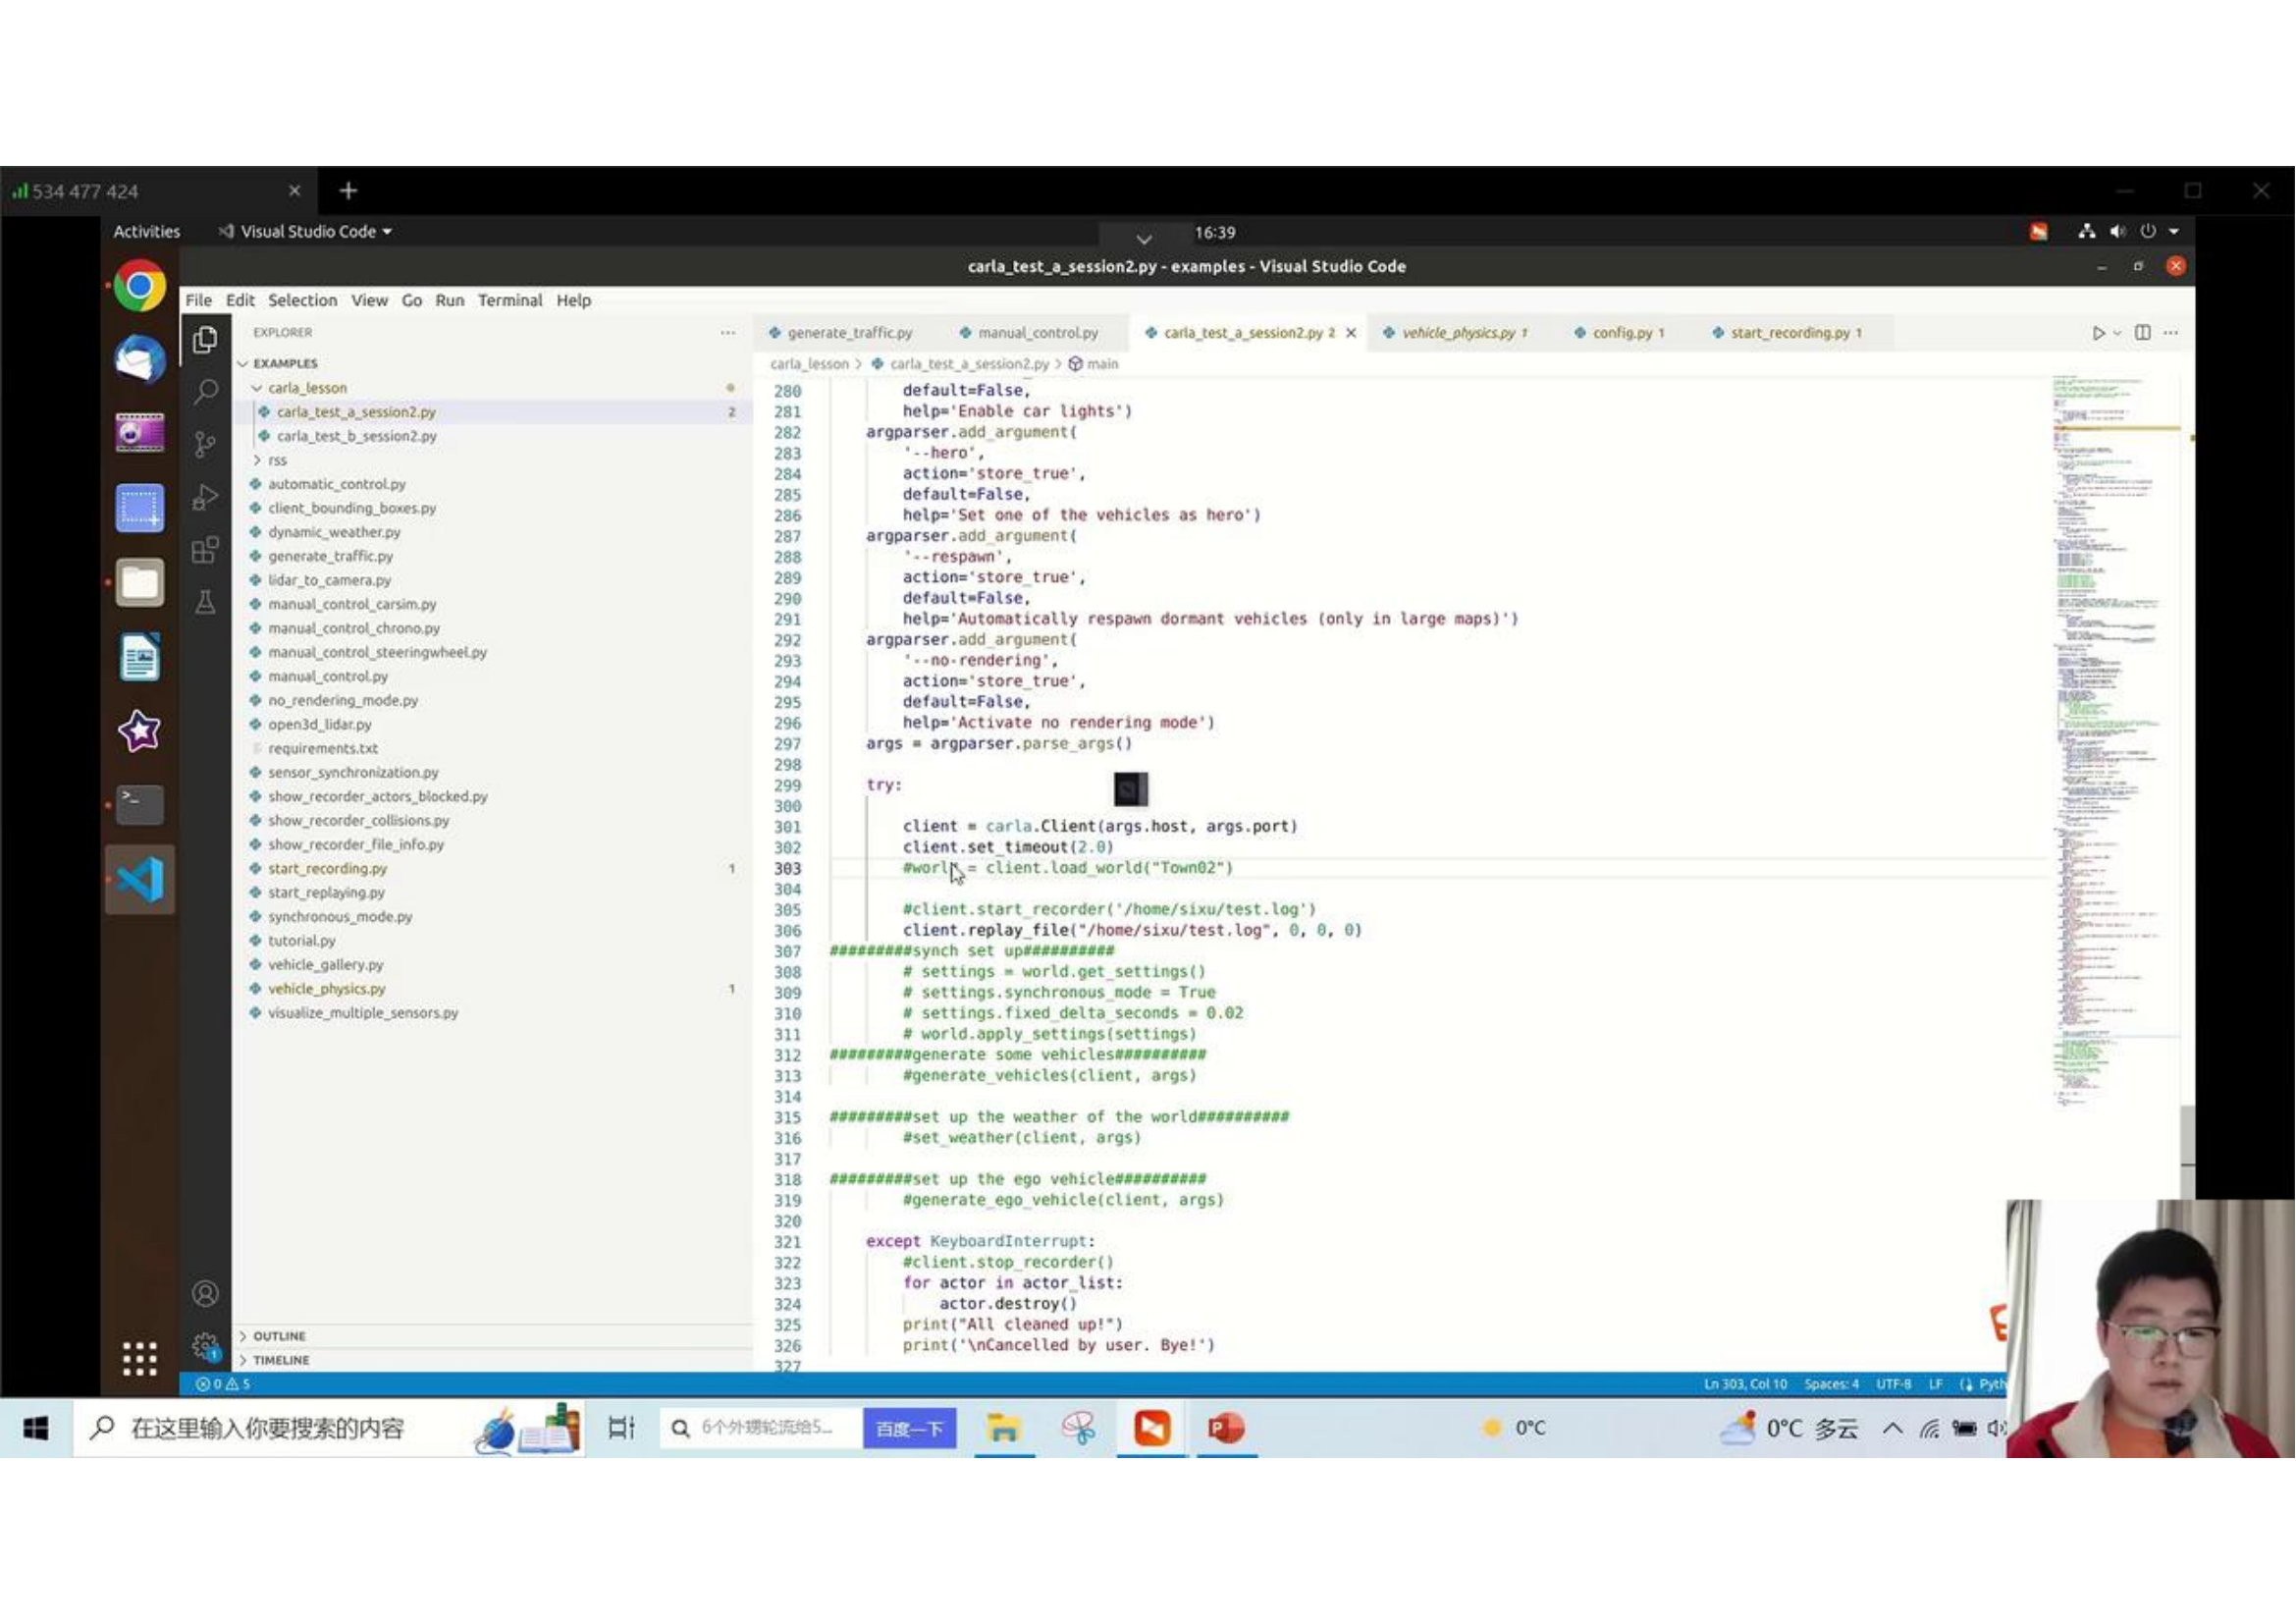 534 477 424
Activities
Visual Studio Code
16:39
carla_test_a_session2.py - examples - Visual Studio Code
File Edit Selection View Go Run Terminal Help
EXPLORER
EXAMPLES
carla_lesson
carla_test_a_session2.py 2
carla_test_b_session2.py
rss
automatic_control.py
client_bounding_boxes.py
dynamic_weather.py
generate_traffic.py
lidar_to_camera.py
manual_control_carsim.py
manual_control_chrono.py
manual_control_steeringwheel.py
manual_control.py
no_rendering_mode.py
open3d_lidar.py
requirements.txt
sensor_synchronization.py
show_recorder_actors_blocked.py
show_recorder_collisions.py
show_recorder_file_info.py
start_recording.py 1
start_replaying.py
synchronous_mode.py
tutorial.py
vehicle_gallery.py
vehicle_physics.py 1
visualize_multiple_sensors.py
OUTLINE
TIMELINE
generate_traffic.py manual_control.py carla_test_a_session2.py 2 vehicle_physics.py 1 config.py 1 start_recording.py 1
carla_lesson > carla_test_a_session2.py > main
280 default=False,
281 help='Enable car lights')
282 argparser.add_argument(
283 '--hero',
284 action='store_true',
285 default=False,
286 help='Set one of the vehicles as hero')
287 argparser.add_argument(
288 '--respawn',
289 action='store_true',
290 default=False,
291 help='Automatically respawn dormant vehicles (only in large maps)')
292 argparser.add_argument(
293 '--no-rendering',
294 action='store_true',
295 default=False,
296 help='Activate no rendering mode')
297 args = argparser.parse_args()
298
299 try:
300
301 client = carla.Client(args.host, args.port)
302 client.set_timeout(2.0)
303 #world = client.load_world("Town02")
304
305 #client.start_recorder('/home/sixu/test.log')
306 client.replay_file("/home/sixu/test.log", 0, 0, 0)
307 #########synch set up##########
308 # settings = world.get_settings()
309 # settings.synchronous_mode = True
310 # settings.fixed_delta_seconds = 0.02
311 # world.apply_settings(settings)
312 #########generate some vehicles##########
313 #generate_vehicles(client, args)
314
315 #########set up the weather of the world##########
316 #set_weather(client, args)
317
318 #########set up the ego vehicle##########
319 #generate_ego_vehicle(client, args)
320
321 except KeyboardInterrupt:
322 #client.stop_recorder()
323 for actor in actor_list:
324 actor.destroy()
325 print("All cleaned up!")
326 print('\nCancelled by user. Bye!')
327
0 5
Ln 303, Col 10 Spaces: 4 UTF-8 LF
在这里输入你要搜索的内容
6个外甥轮流给5...
百度一下
0°C
0°C 多云